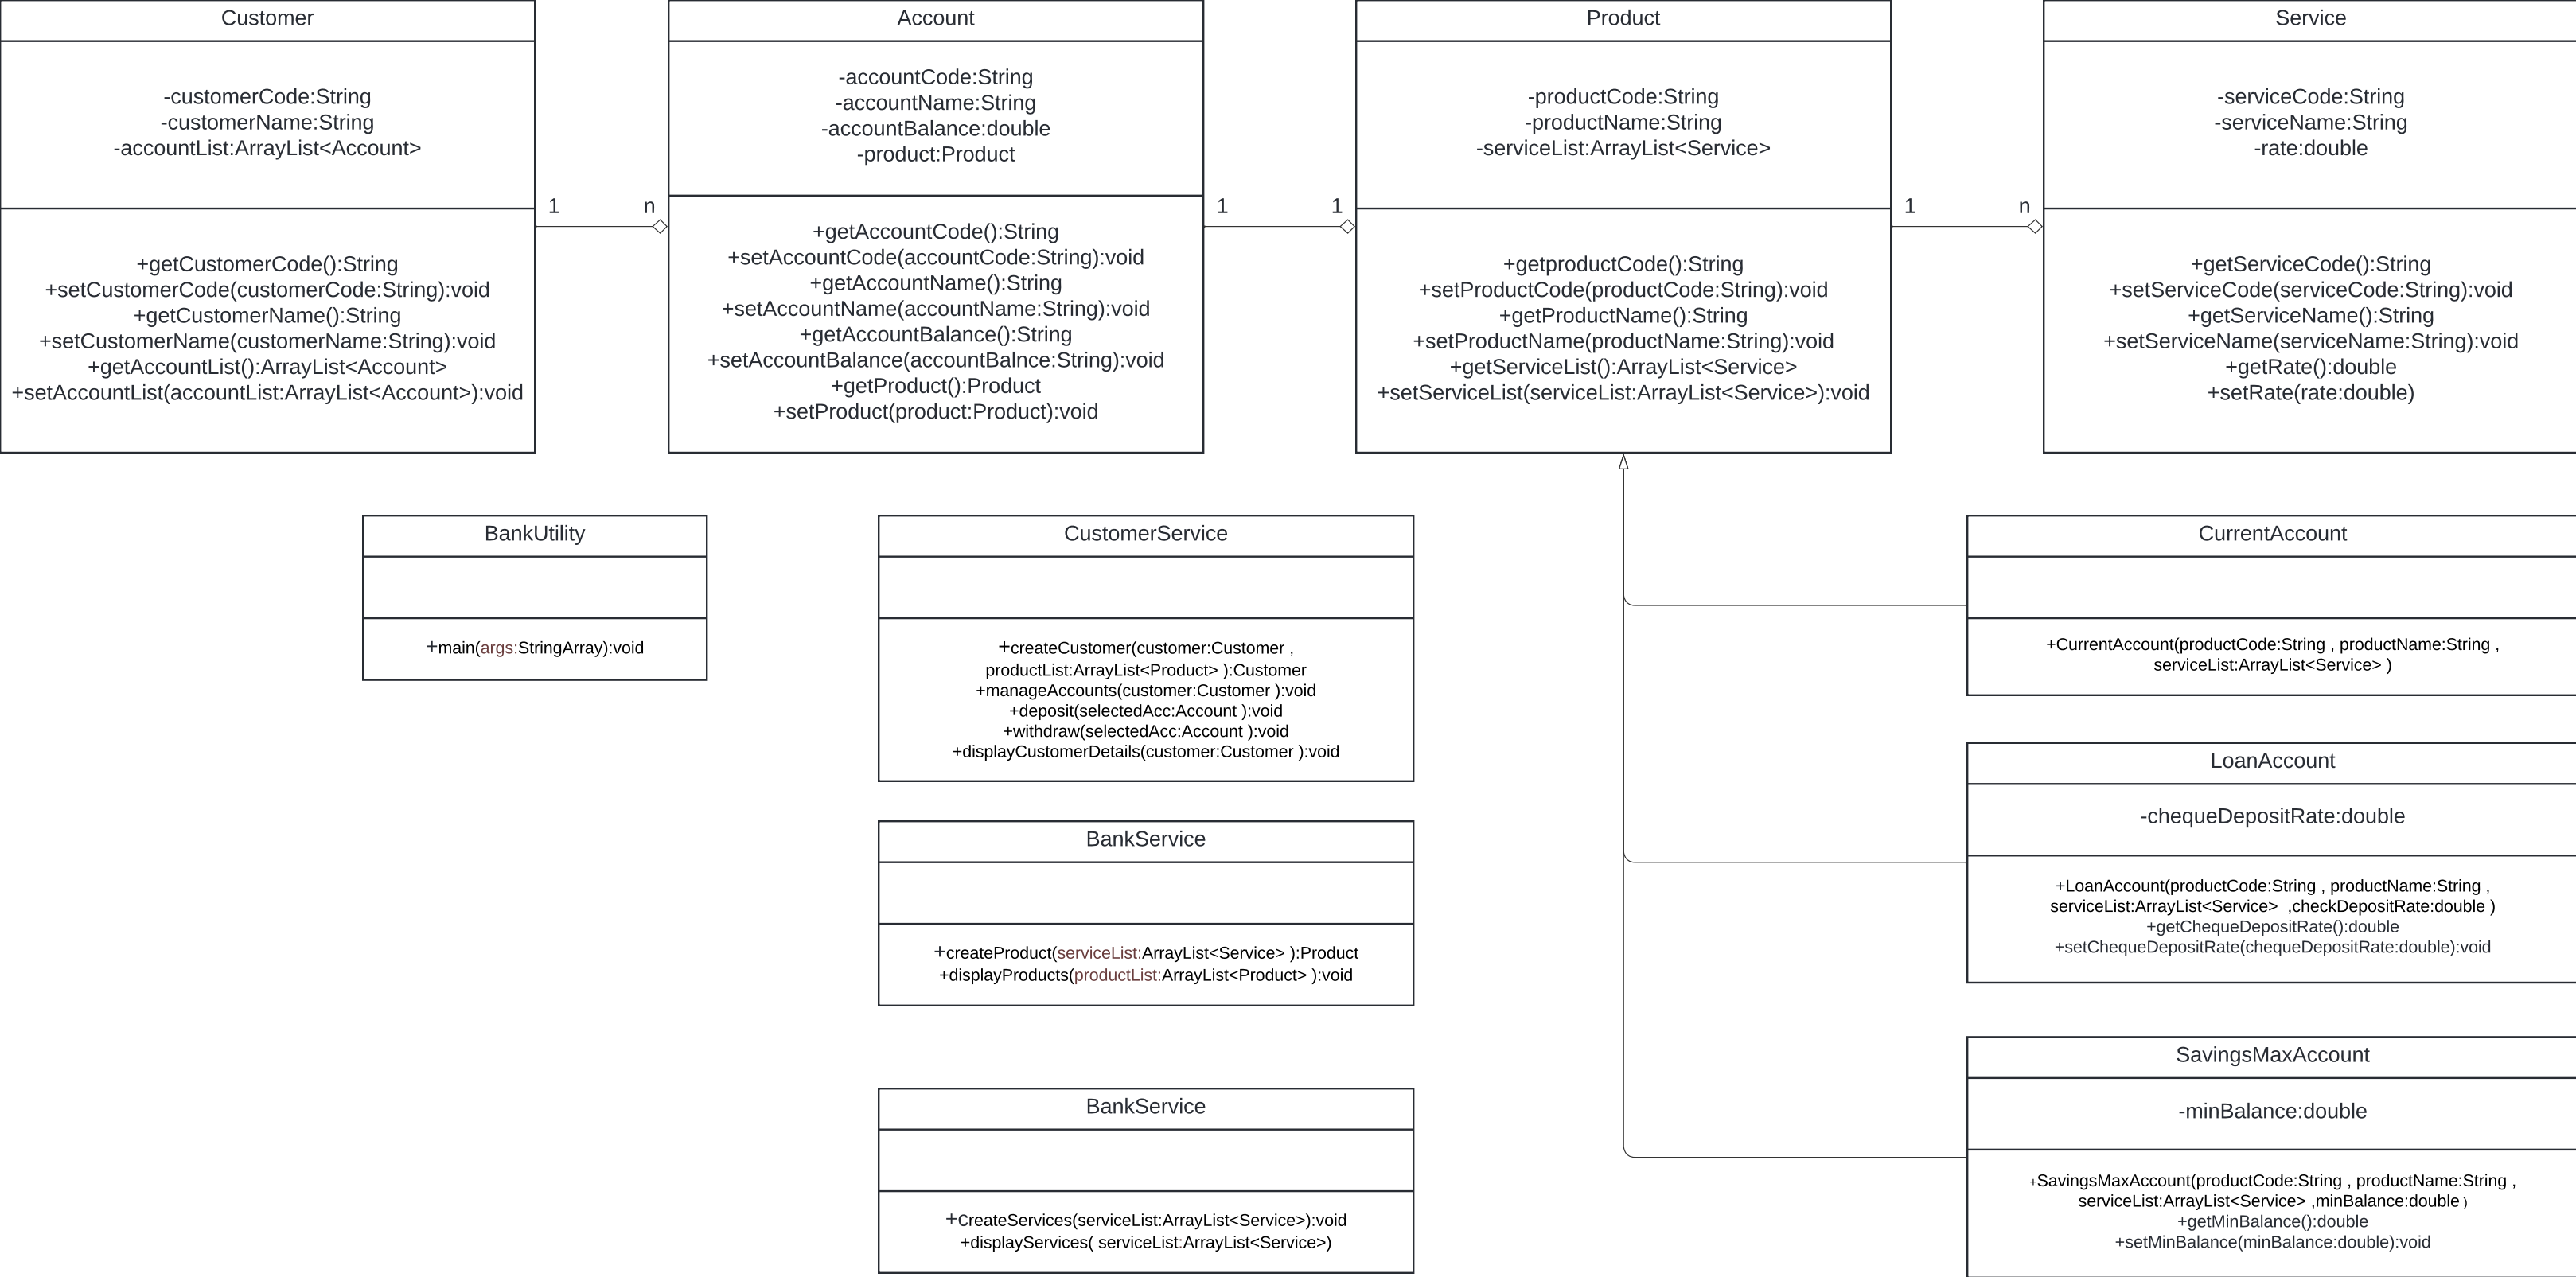 Customer
-customerCode:String
-customerName:String
-accountList:ArrayList<Account>
+getCustomerCode():String
+setCustomerCode(customerCode:String):void
+getCustomerName():String
+setCustomerName(customerName:String):void
+getAccountList():ArrayList<Account>
+setAccountList(accountList:ArrayList<Account>):void
1
n
Account
-accountCode:String
-accountName:String
-accountBalance:double
-product:Product
+getAccountCode():String
+setAccountCode(accountCode:String):void
+getAccountName():String
+setAccountName(accountName:String):void
+getAccountBalance():String
+setAccountBalance(accountBalnce:String):void
+getProduct():Product
+setProduct(product:Product):void
1
1
Product
-productCode:String
-productName:String
-serviceList:ArrayList<Service>
+getproductCode():String
+setProductCode(productCode:String):void
+getProductName():String
+setProductName(productName:String):void
+getServiceList():ArrayList<Service>
+setServiceList(serviceList:ArrayList<Service>):void
1
n
Service
-serviceCode:String
-serviceName:String
-rate:double
+getServiceCode():String
+setServiceCode(serviceCode:String):void
+getServiceName():String
+setServiceName(serviceName:String):void
+getRate():double
+setRate(rate:double)
BankUtility
+main(args:StringArray):void
CustomerService
+createCustomer(customer:Customer ,
productList:ArrayList<Product> ):Customer
+manageAccounts(customer:Customer ):void
+deposit(selectedAcc:Account ):void
+withdraw(selectedAcc:Account ):void
+displayCustomerDetails(customer:Customer ):void
BankService
+createProduct(serviceList:ArrayList<Service> ):Product
+displayProducts(productList:ArrayList<Product> ):void
BankService
+CreateServices(serviceList:ArrayList<Service>):void
+displayServices( serviceList:ArrayList<Service>)
CurrentAccount
+CurrentAccount(productCode:String , productName:String ,
serviceList:ArrayList<Service> )
LoanAccount
-chequeDepositRate:double
+LoanAccount(productCode:String , productName:String ,
serviceList:ArrayList<Service>  ,checkDepositRate:double )
+getChequeDepositRate():double
+setChequeDepositRate(chequeDepositRate:double):void
SavingsMaxAccount
-minBalance:double
+SavingsMaxAccount(productCode:String , productName:String ,
serviceList:ArrayList<Service> ,minBalance:double )
+getMinBalance():double
+setMinBalance(minBalance:double):void